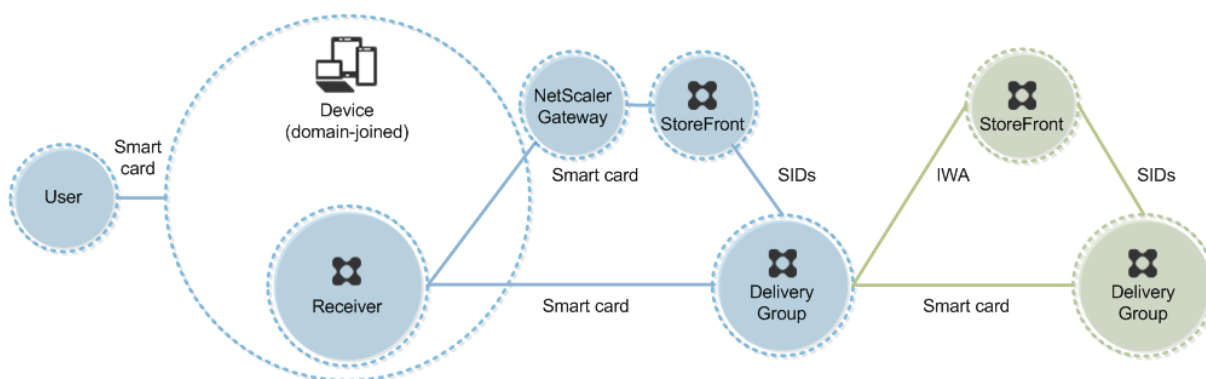 User
Smart
card
Device
(domain-joined)
Receiver
NetScaler
Gateway
StoreFront
Smart card
SIDs
Smart card
Delivery
Group
IWA
StoreFront
SIDs
Smart card
Delivery
Group